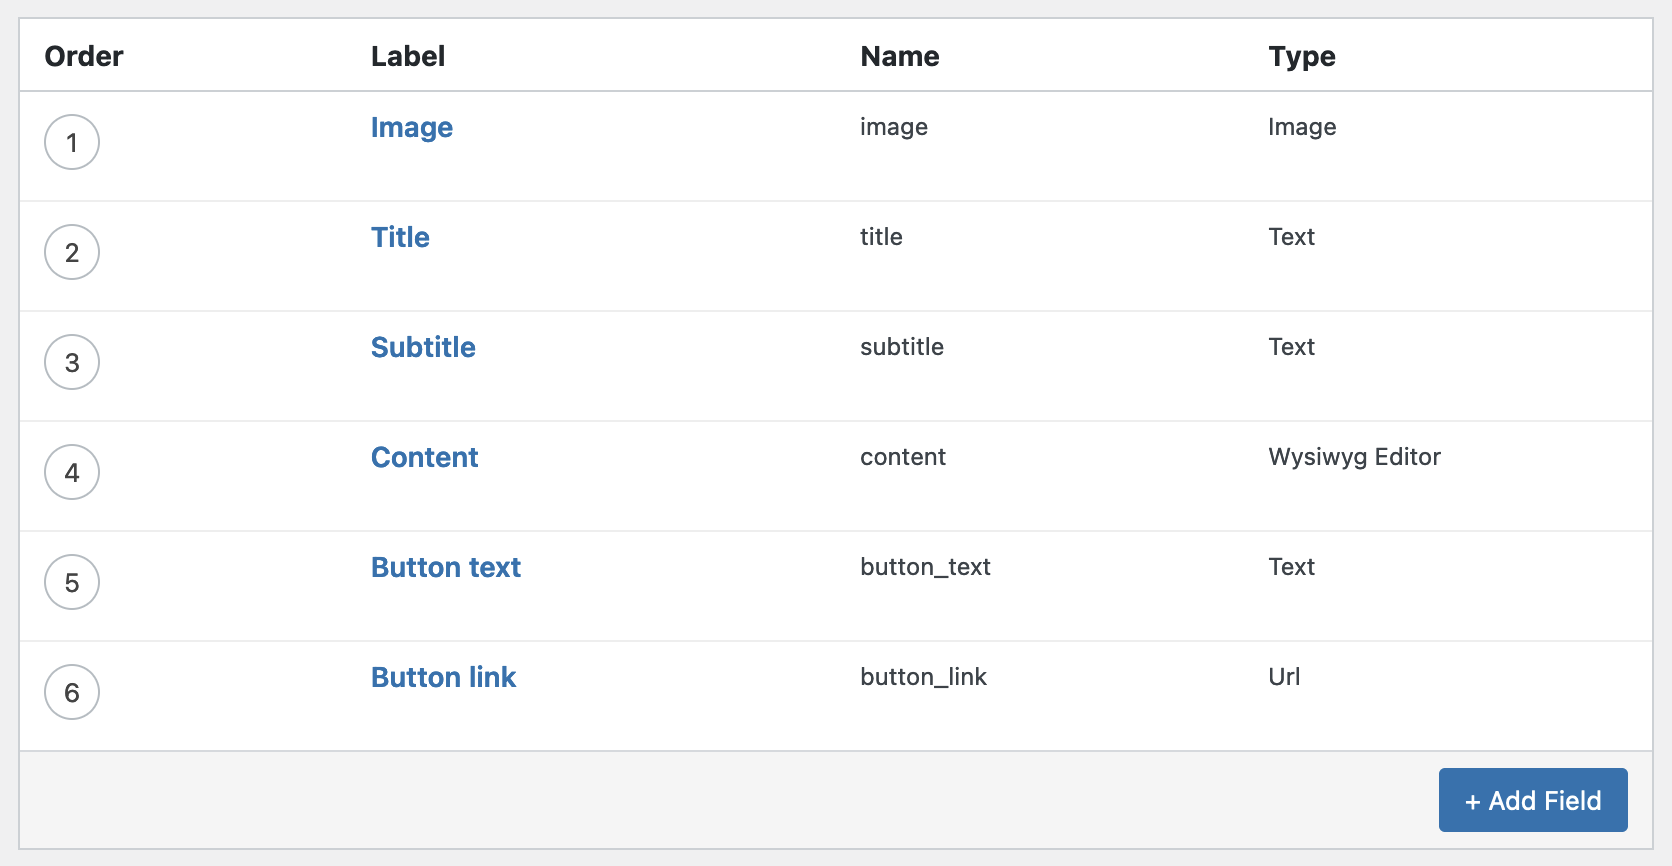 Order Label Name Type
1 Image image Image
2 Title title Text
3 Subtitle subtitle Text
4 Content content Wysiwyg Editor
5 Button text button_text Text
6 Button link button_link Url
+ Add Field